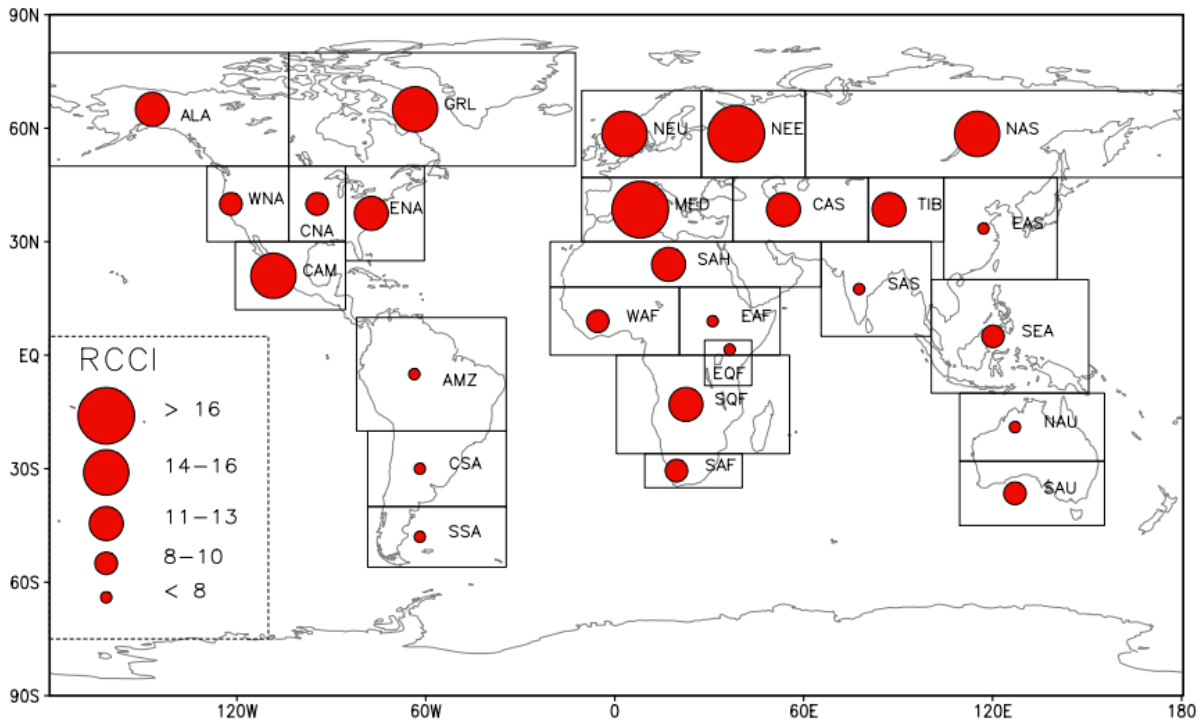 90N
60N
30N
EQ
30S
60S
90S
ALA
GRL
NEU
NEE
NAS
WNA
CNA
ENA
MED
CAS
TIB
EAS
CAM
SAH
SAS
WAF
EAF
SEA
EQF
AMZ
SQF
NAU
CSA
SAF
SAU
SSA
RCCI
> 16
14-16
11-13
8-10
< 8
120W
60W
0
60E
120E
180